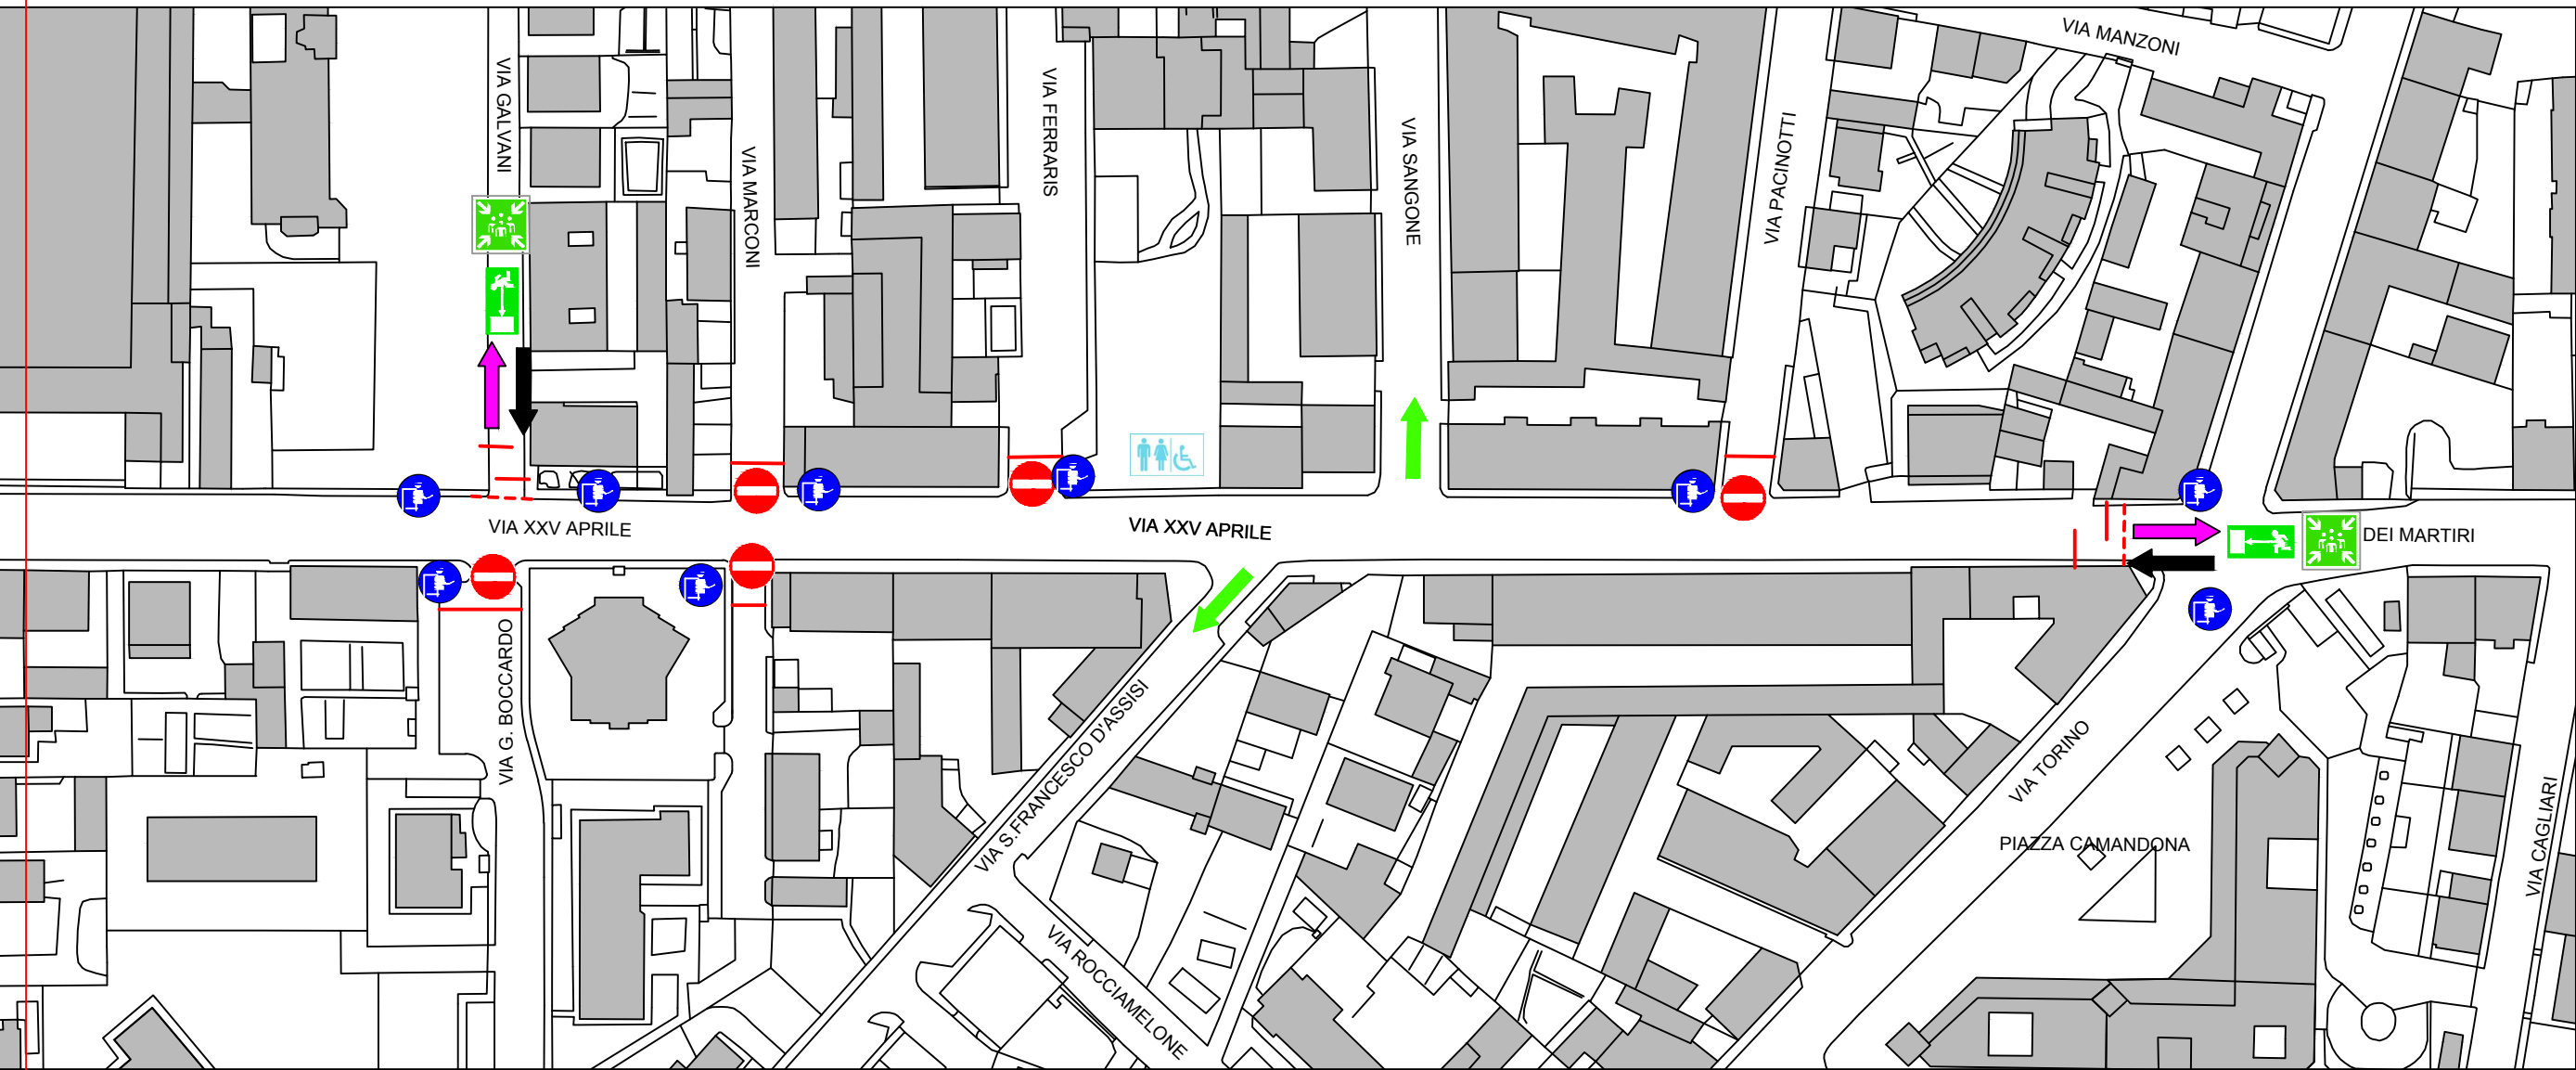 VIA MANZONI
VIA GALVANI
VIA MARCONI
VIA FERRARIS
VIA SANGONE
VIA PACINOTTI
VIA XXV APRILE
VIA XXV APRILE
DEI MARTIRI
VIA G. BOCCARDO
VIA S.FRANCESCO D'ASSISI
VIA ROCCIAMELONE
VIA TORINO
PIAZZA CAMANDONA
VIA CAGLIARI